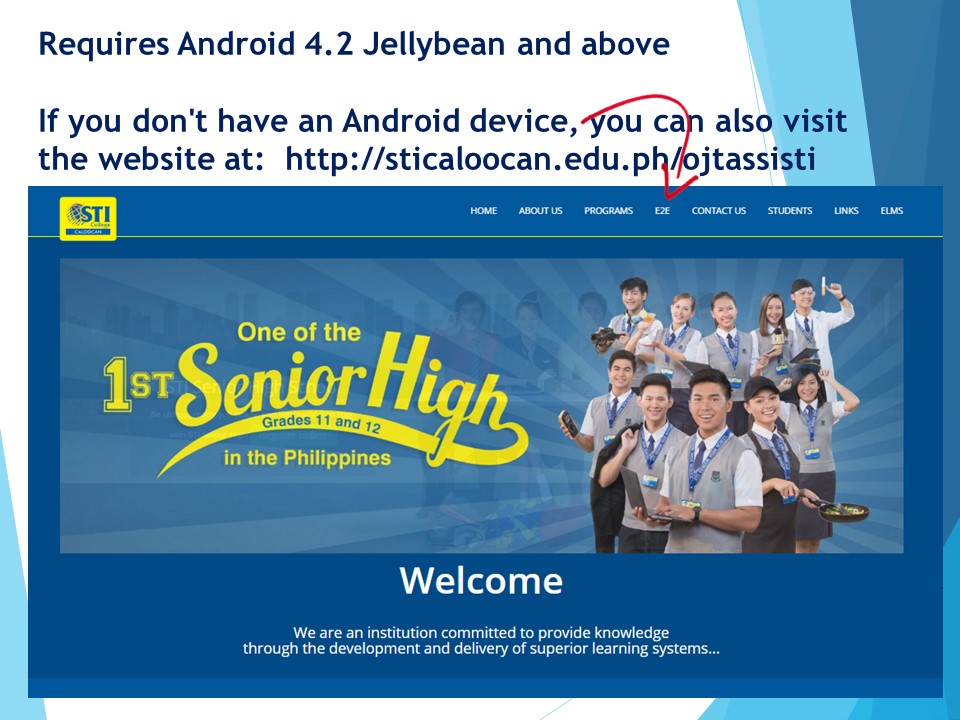 Requires Android 4.2 Jellybean and above
If you don't have an Android device, you can also visit
the website at: http://sticaloocan.edu.ph/ojtassisti
STI
College
CALOOCAN
HOME ABOUT US PROGRAMS E2E CONTACT US STUDENTS LINKS ELMS
One of the
1ST Senior High
Grades 11 and 12
in the Philippines
Welcome
We are an institution committed to provide knowledge
through the development and delivery of superior learning systems...